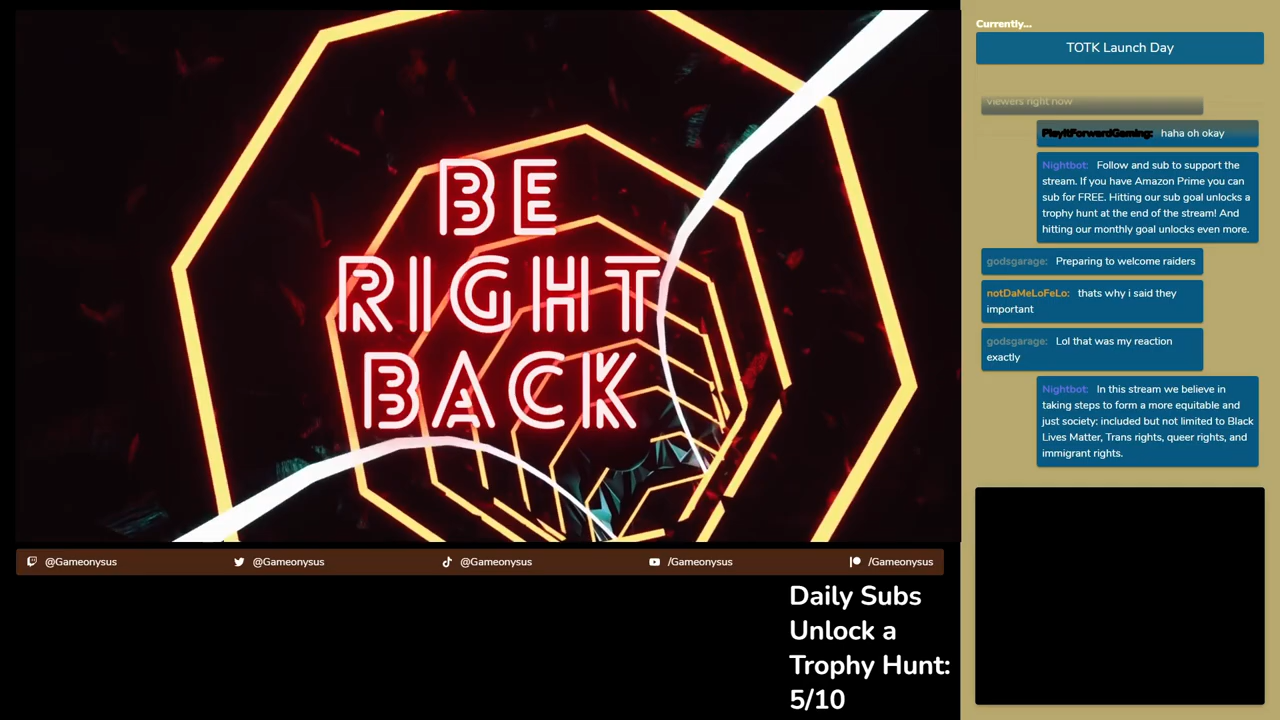 BE
RIGHT
BACK
@Gameonysus
@Gameonysus
@Gameonysus
/Gameonysus
/Gameonysus
Daily Subs
Unlock a
Trophy Hunt:
5/10
Currently...
TOTK Launch Day
viewers right now
PlayItForwardGaming: haha oh okay
Nightbot: Follow and sub to support the
stream. If you have Amazon Prime you can
sub for FREE. Hitting our sub goal unlocks a
trophy hunt at the end of the stream! And
hitting our monthly goal unlocks even more.
godsgarage: Preparing to welcome raiders
notDaMeLoFeLo: thats why i said they
important
godsgarage: Lol that was my reaction
exactly
Nightbot: In this stream we believe in
taking steps to form a more equitable and
just society: included but not limited to Black
Lives Matter, Trans rights, queer rights, and
immigrant rights.